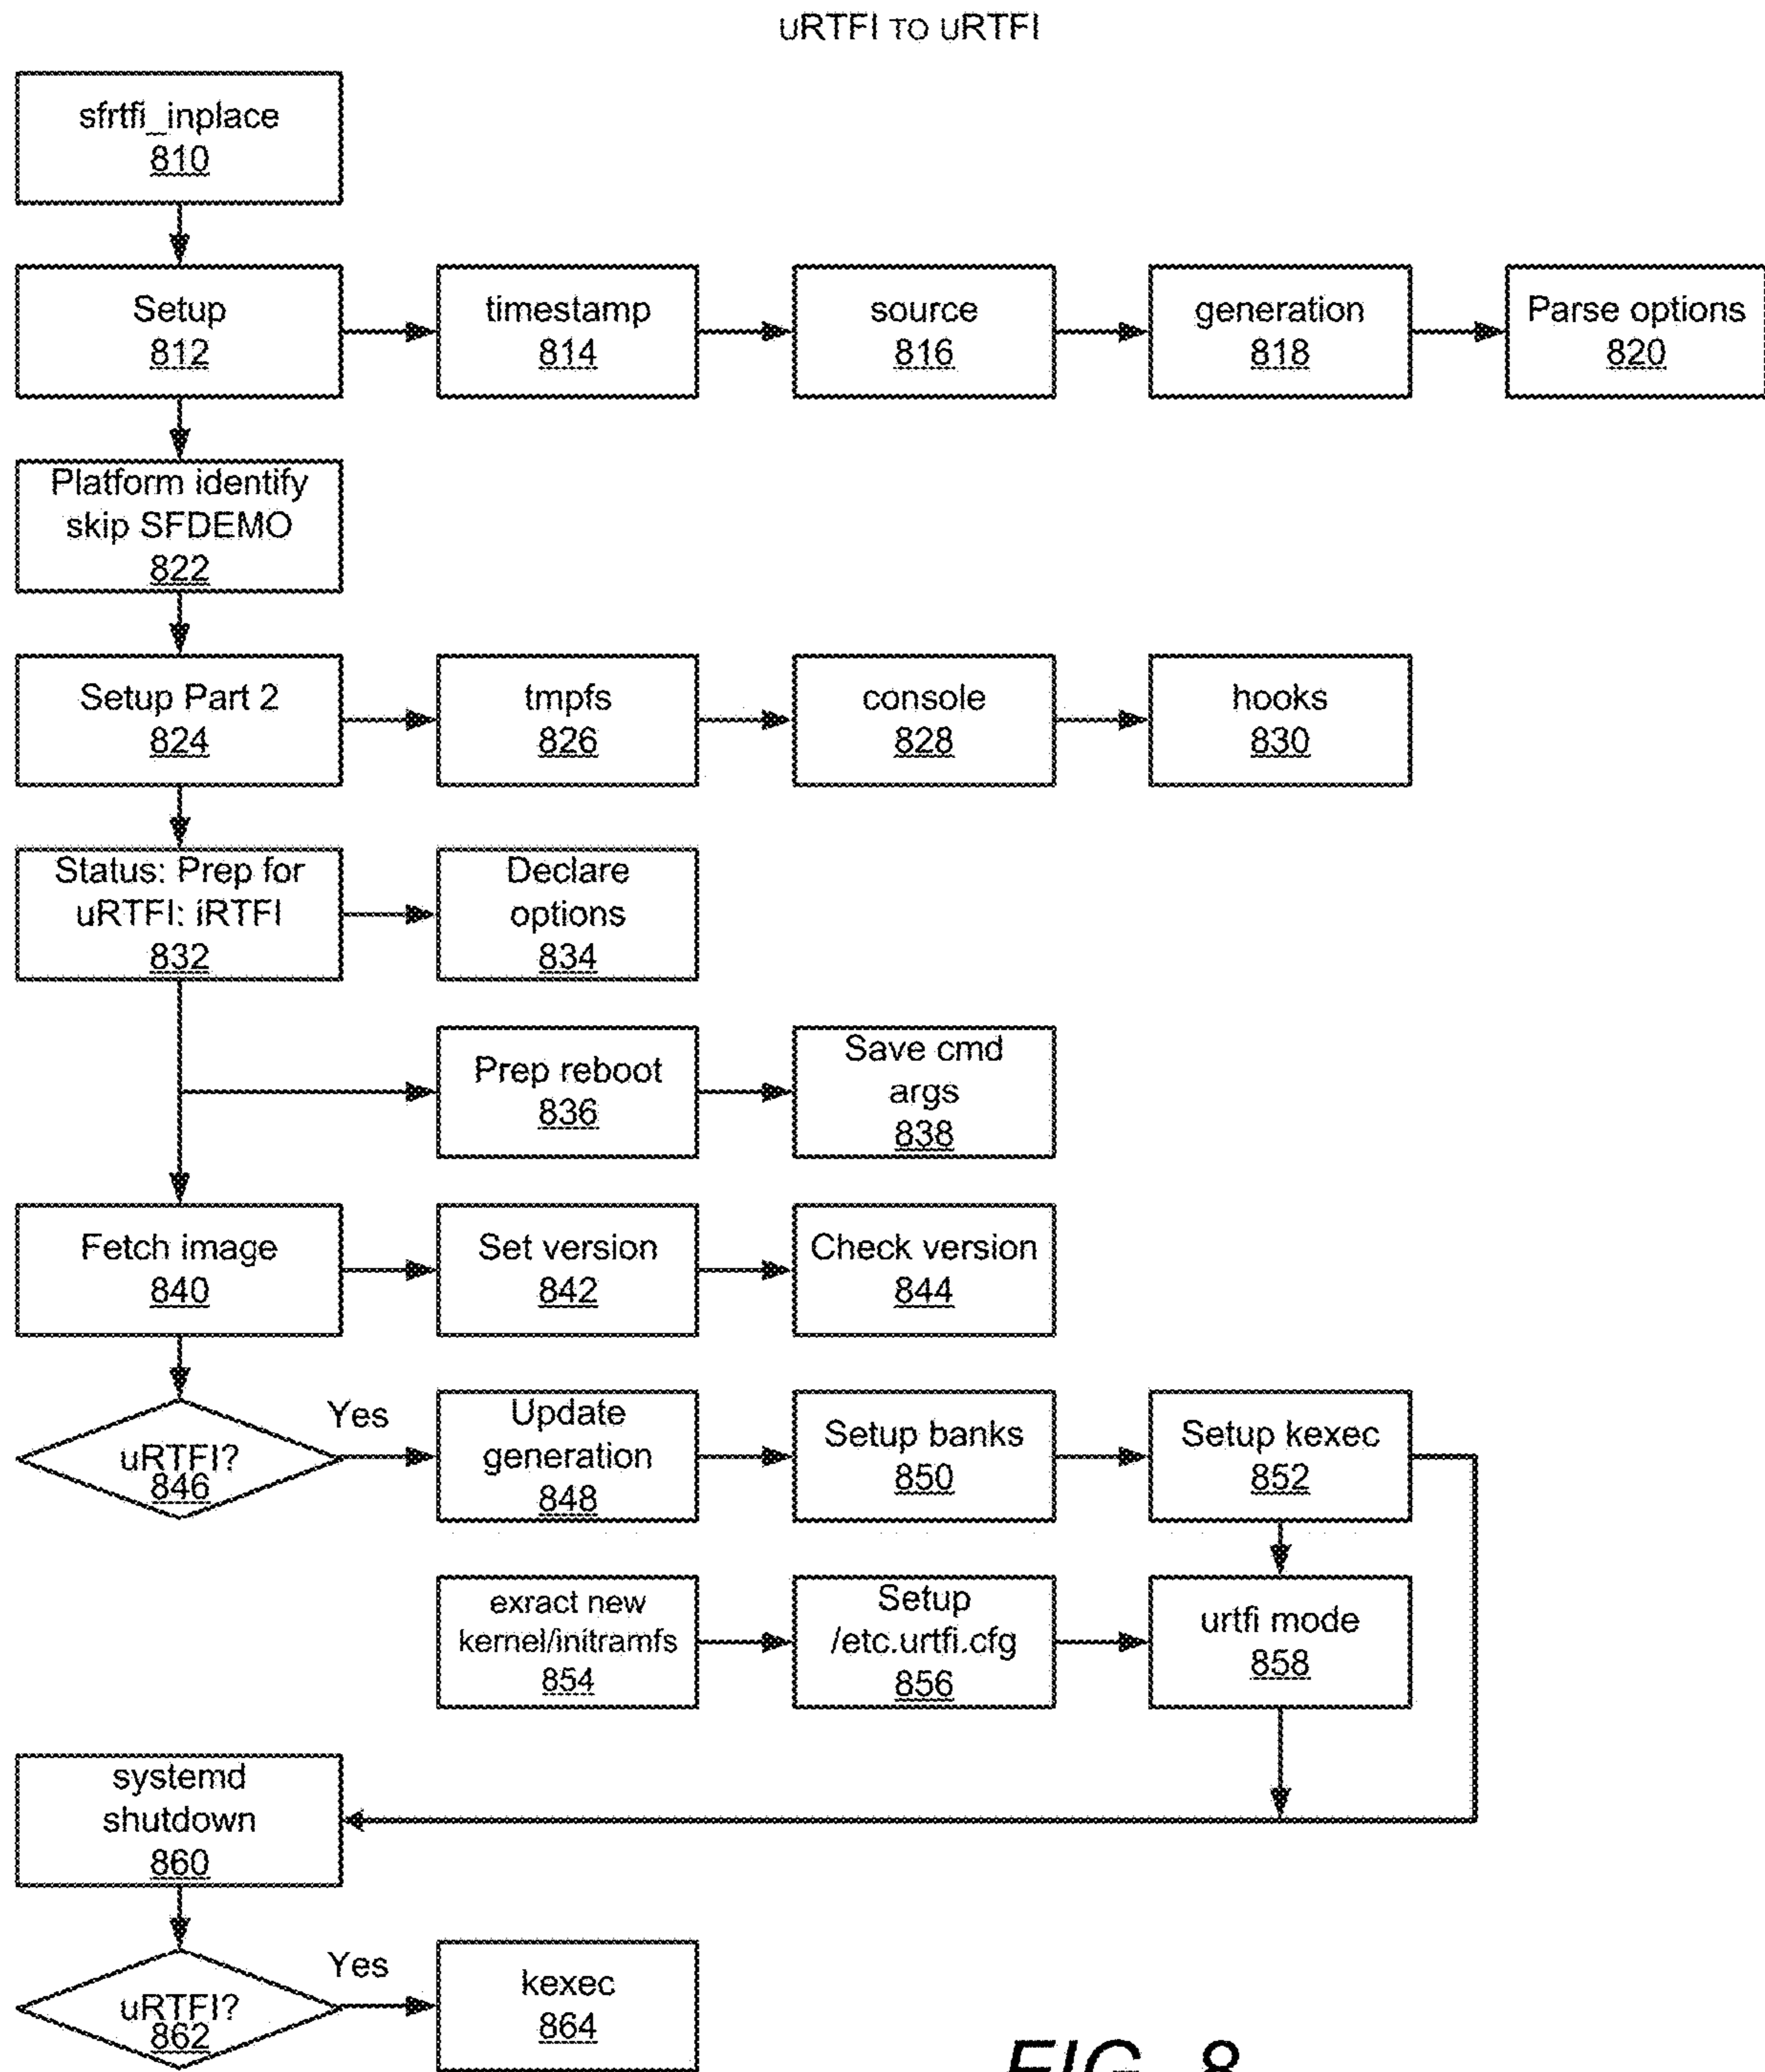 uRTFI TO uRTFI
sfrtfi_inplace
810
Setup
812
timestamp
814
source
816
generation
818
Parse options
820
Platform identify
skip SFDEMO
822
Setup Part 2
824
tmpfs
826
console
828
hooks
830
Status: Prep for
uRTFI: iRTFI
832
Declare
options
834
Prep reboot
836
Save cmd
args
838
Fetch image
840
Set version
842
Check version
844
uRTFI?
846
Yes
Update
generation
848
Setup banks
850
Setup kexec
852
exract new
kernel/initramfs
854
Setup
/etc.urtfi.cfg
856
urtfi mode
858
systemd
shutdown
860
uRTFI?
862
Yes
kexec
864
FIG. 8